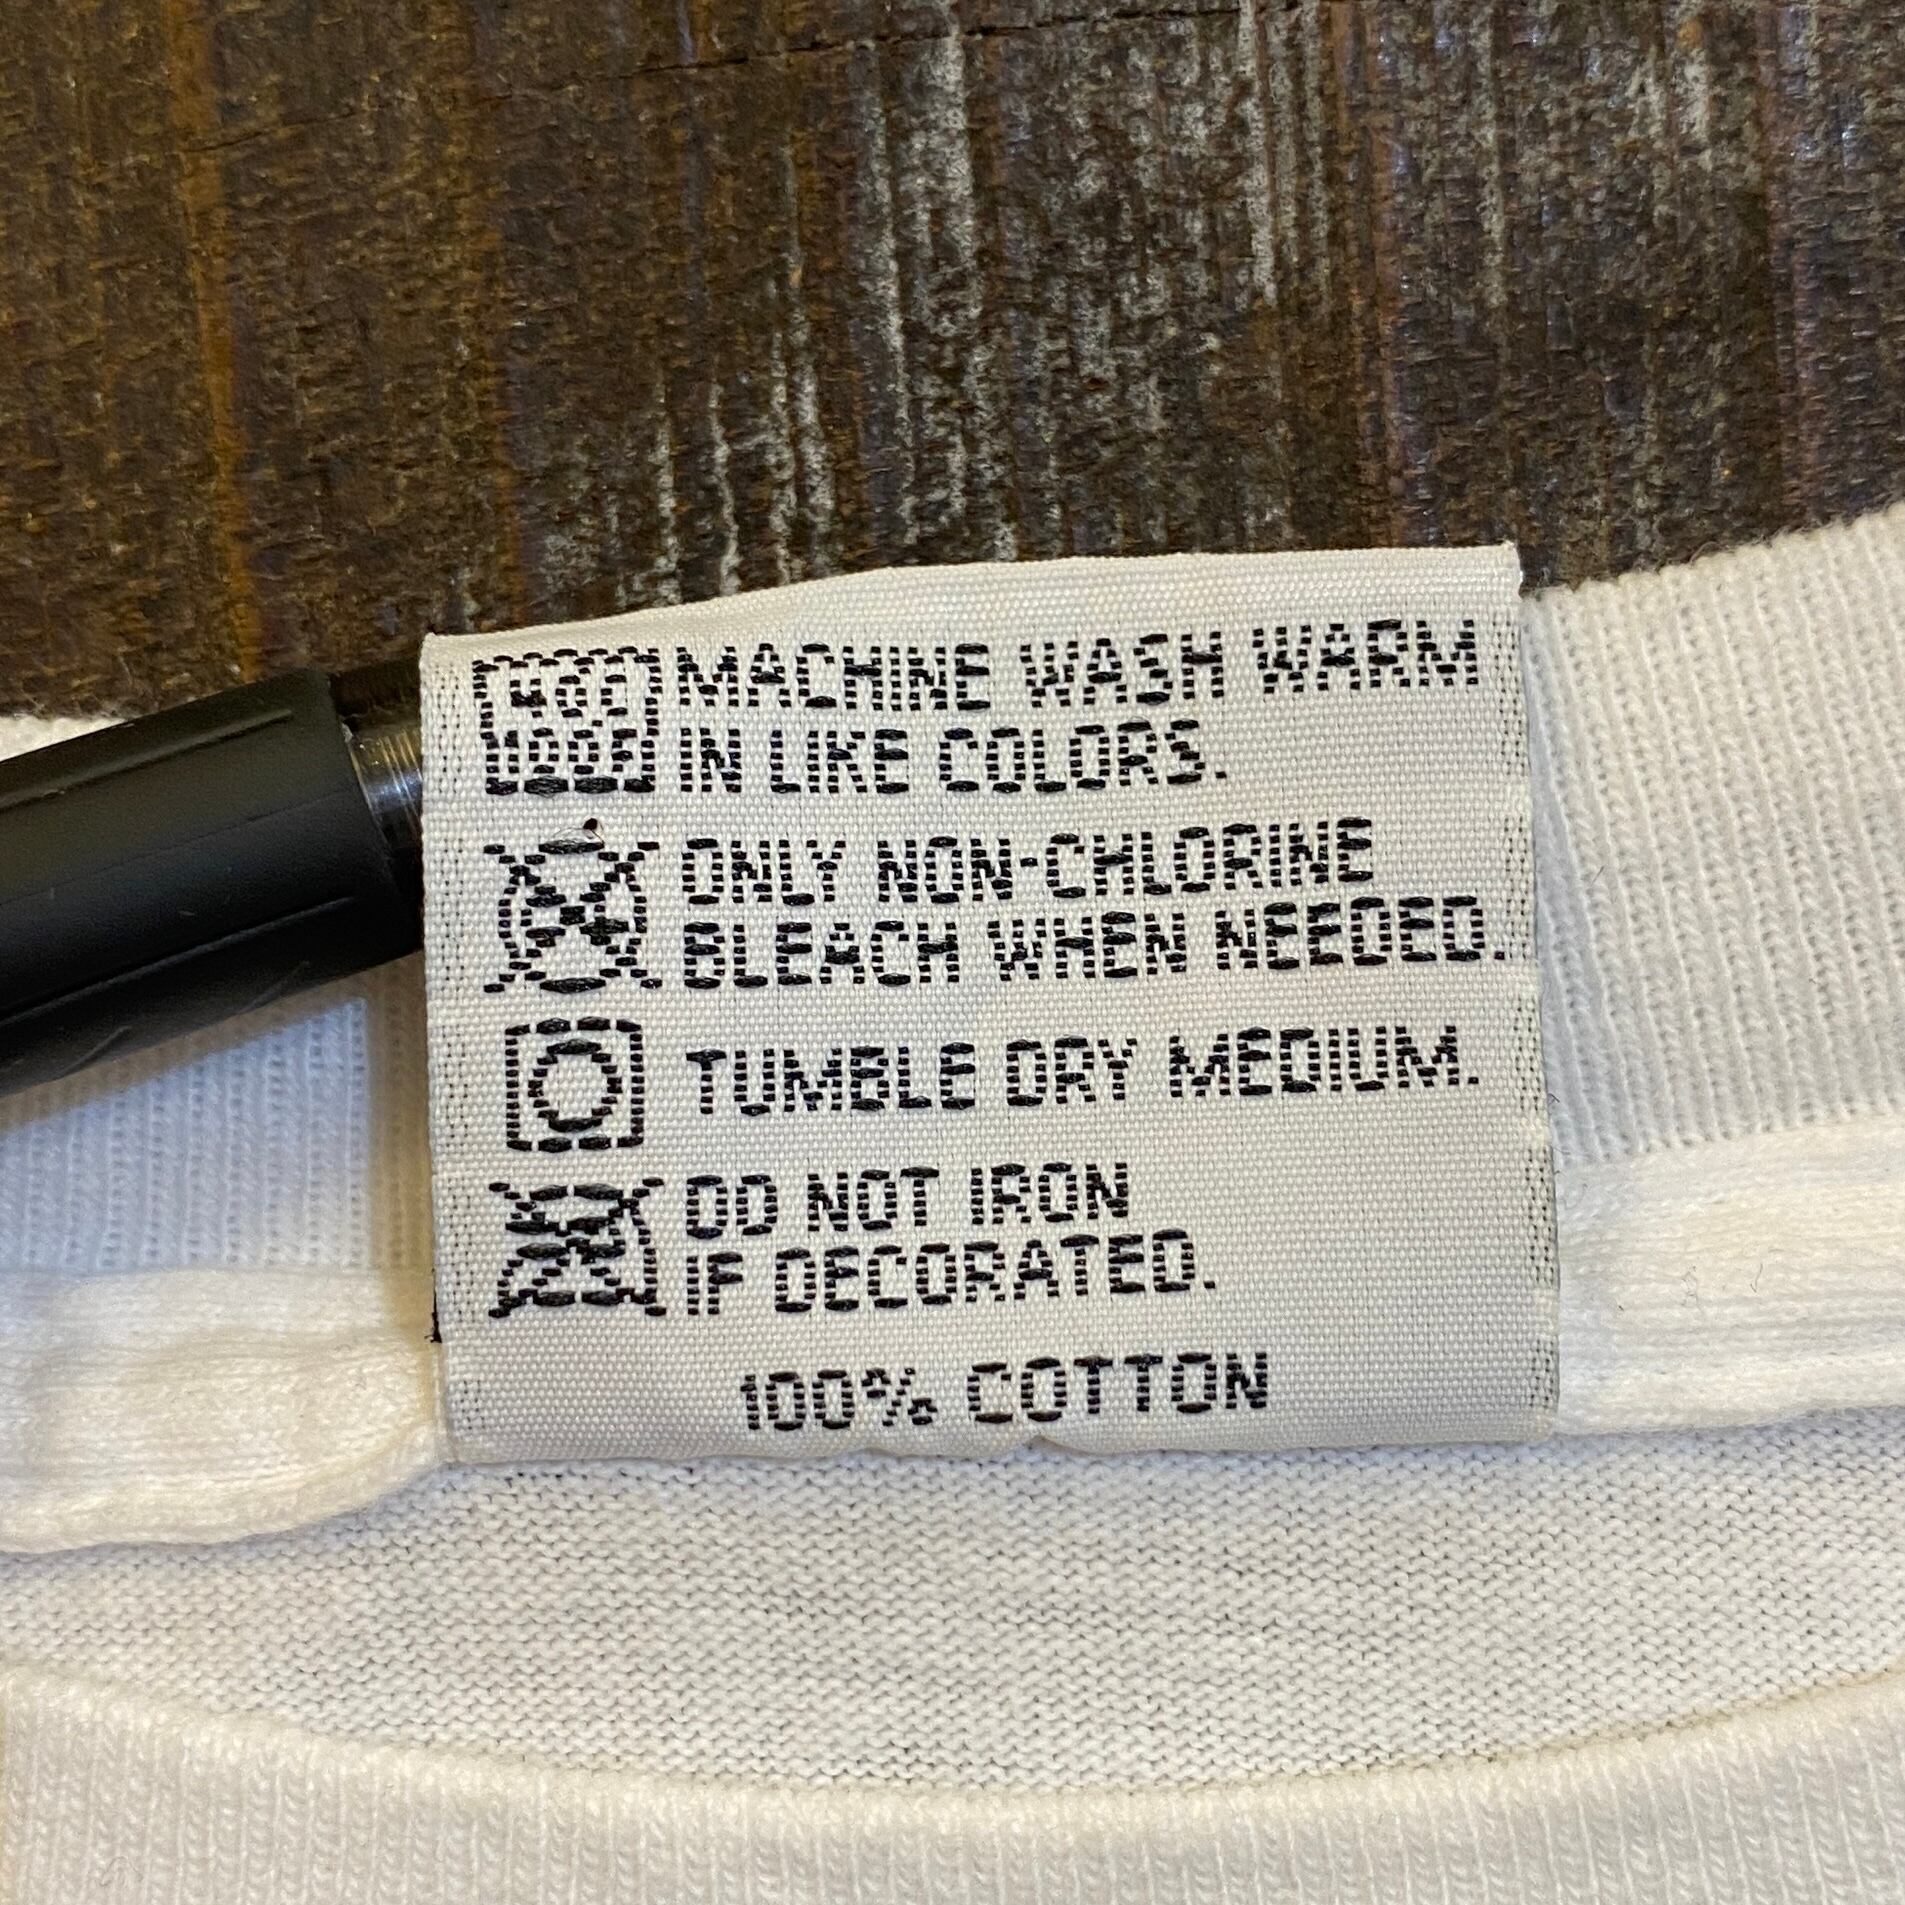 MACHINE WASH WARM
IN LIKE COLORS.
ONLY NON-CHLORINE
BLEACH WHEN NEEDED.
TUMBLE DRY MEDIUM.
DO NOT IRON
IF DECORATED.
100% COTTON